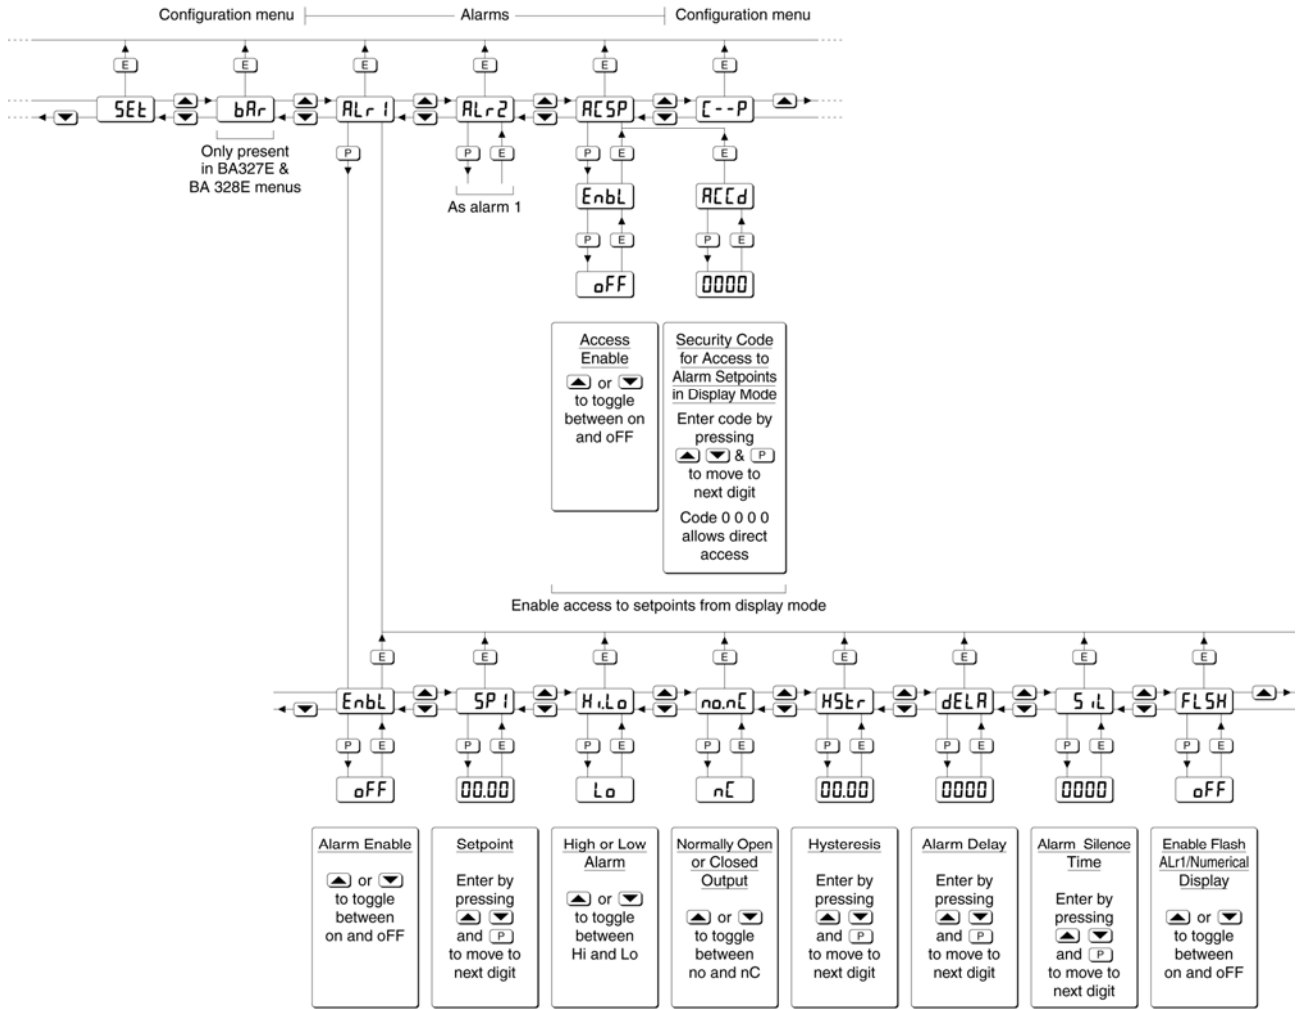 Configuration menu Alarms Configuration menu
E E E E E E
SEt bAr ALr1 ALr2 ACSP C--P
Only present
in BA327E &
BA 328E menus
P P E P E
As alarm 1
EnbL ACCd
P E P E
oFF 0000
Access
Enable
or
to toggle
between on
and oFF
Security Code
for Access to
Alarm Setpoints
in Display Mode
Enter code by
pressing
& P
to move to
next digit
Code 0 0 0 0
allows direct
access
Enable access to setpoints from display mode
E E E E E E E E
EnbL SP1 Hi.Lo no.nC HStr dELA SiL FLSH
P E P E P E P E P E P E P E P E
oFF 00.00 Lo nC 00.00 0000 0000 oFF
Alarm Enable
or
to toggle
between
on and oFF
Setpoint
Enter by
pressing
and P
to move to
next digit
High or Low
Alarm
or
to toggle
between
Hi and Lo
Normally Open
or Closed
Output
or
to toggle
between
no and nC
Hysteresis
Enter by
pressing
and P
to move to
next digit
Alarm Delay
Enter by
pressing
and P
to move to
next digit
Alarm Silence
Time
Enter by
pressing
and P
to move to
next digit
Enable Flash
ALr1/Numerical
Display
or
to toggle
between
on and oFF